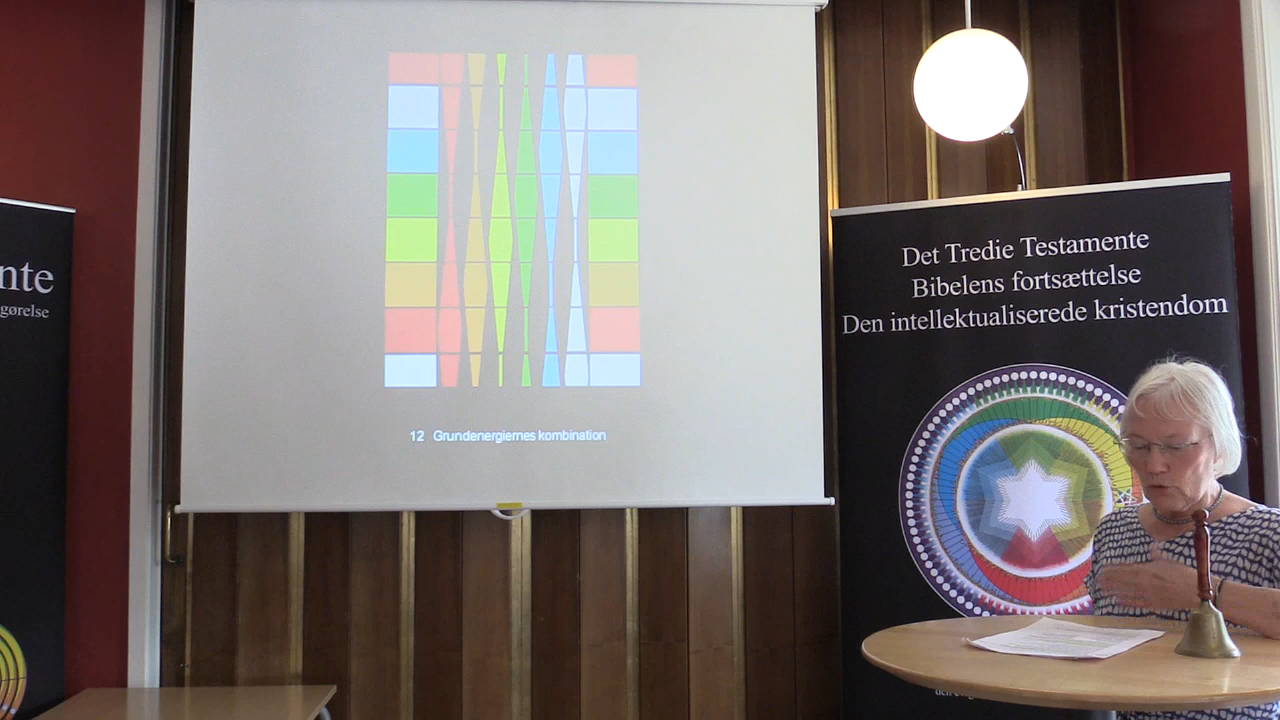 nte
gørelse
12 Grundenergiernes kombination
Det Tredie Testamente
Bibelens fortsættelse
Den intellektualiserede kristendom